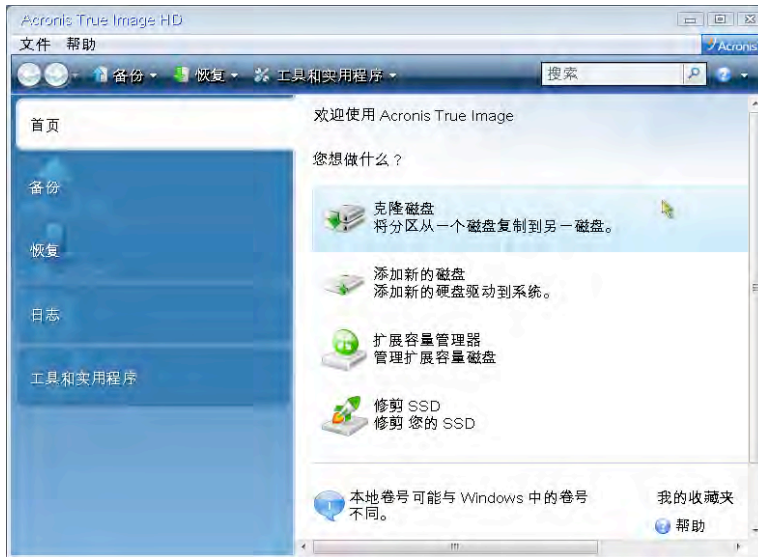 Acronis True Image HD
文件 帮助
Acronis
备份 恢复 工具和实用程序 搜索
首页
备份
恢复
日志
工具和实用程序
欢迎使用 Acronis True Image
您想做什么？
克隆磁盘
将分区从一个磁盘复制到另一磁盘。
添加新的磁盘
添加新的硬盘驱动到系统。
扩展容量管理器
管理扩展容量磁盘
修剪 SSD
修剪 您的 SSD
本地卷号可能与 Windows 中的卷号
不同。
我的收藏夹
帮助